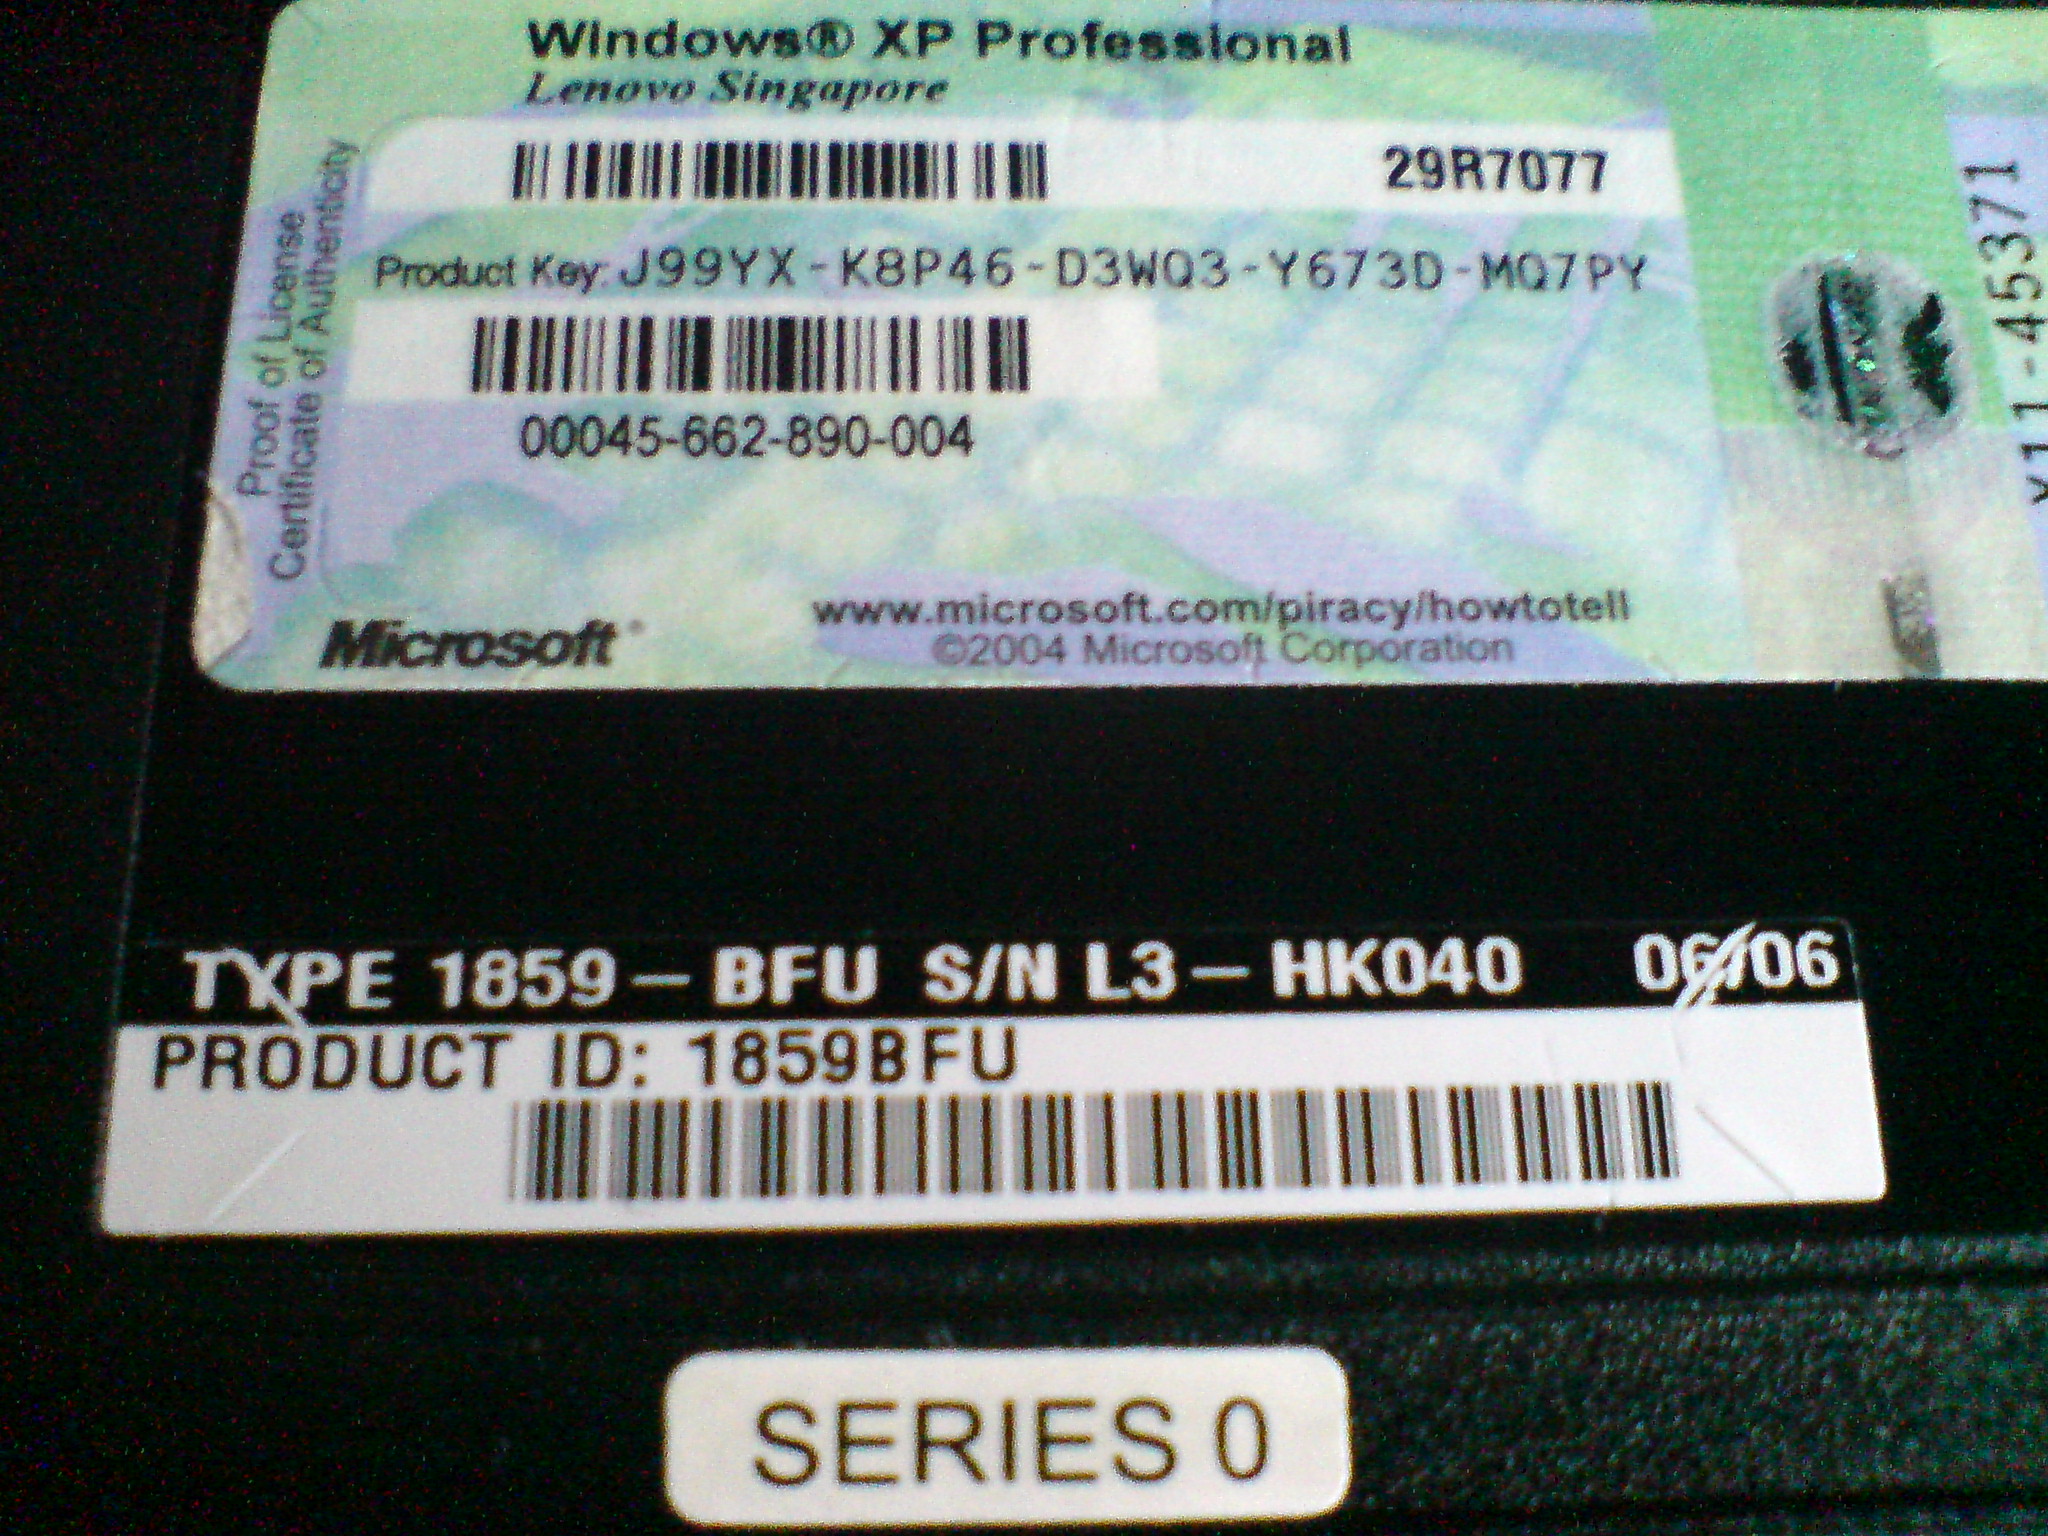 Windows® XP Professional
Lenovo Singapore
29R7077
Proof of License
Certificate of Authenticity
Product Key: J99YX-K8P46-D3WQ3-Y673D-MQ7PY
00045-662-890-004
Microsoft®
www.microsoft.com/piracy/howtotell
©2004 Microsoft Corporation
X11-45371
TYPE 1859-BFU S/N L3-HK040 06/06
PRODUCT ID: 1859BFU
SERIES 0